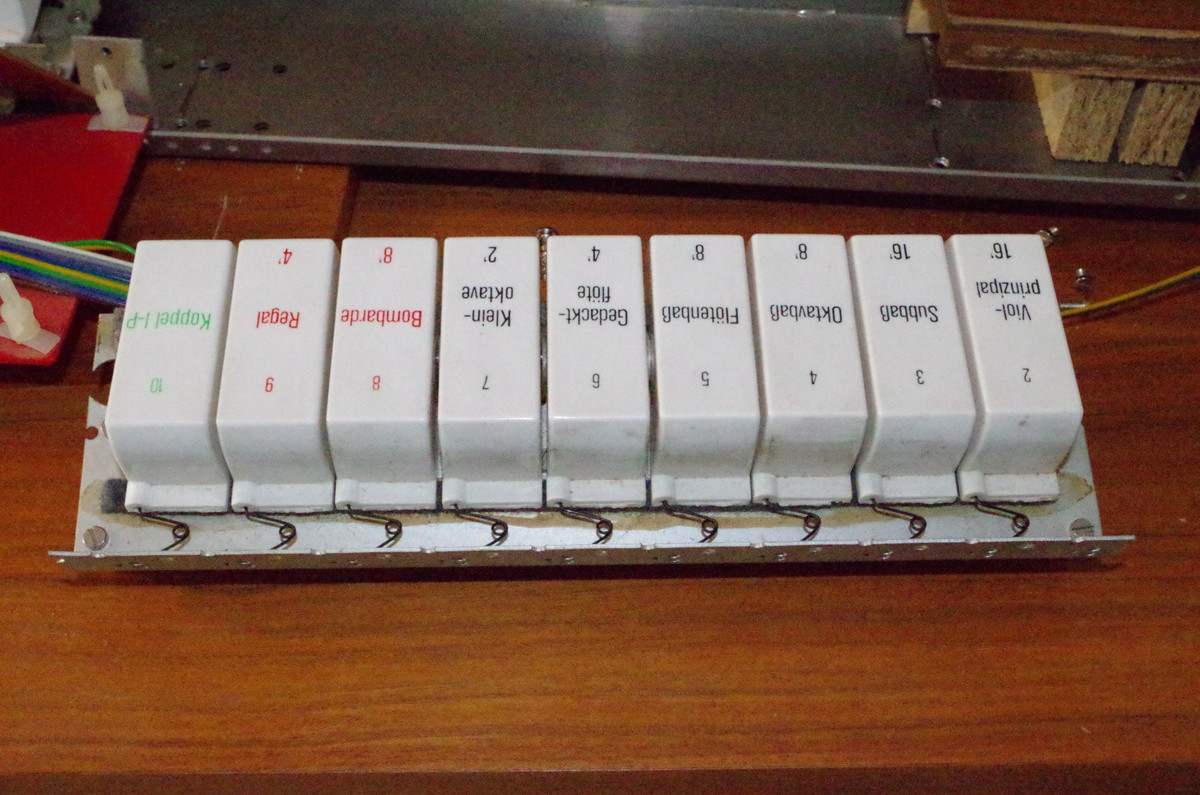 2
Viol-
prinzipal
16'
3
Subbaß
16'
4
Oktavbaß
8'
5
Flötenbaß
8'
6
Gedackt-
flöte
4'
7
Klein-
oktave
2'
8
Bombarde
8'
9
Regal
4'
10
Koppel I-P